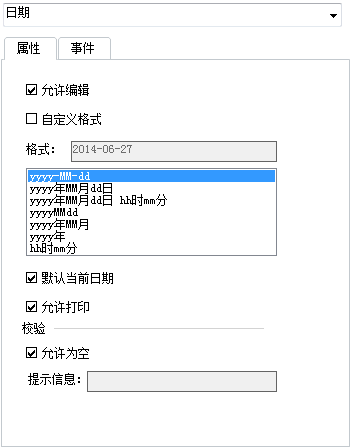 日期
属性 事件
允许编辑
自定义格式
格式: 2014-06-27
yyyy-MM-dd
yyyy年MM月dd日
yyyy年MM月dd日 hh时mm分
yyyyMMdd
yyyy年MM月
yyyy年
hh时mm分
默认当前日期
允许打印
校验
允许为空
提示信息: